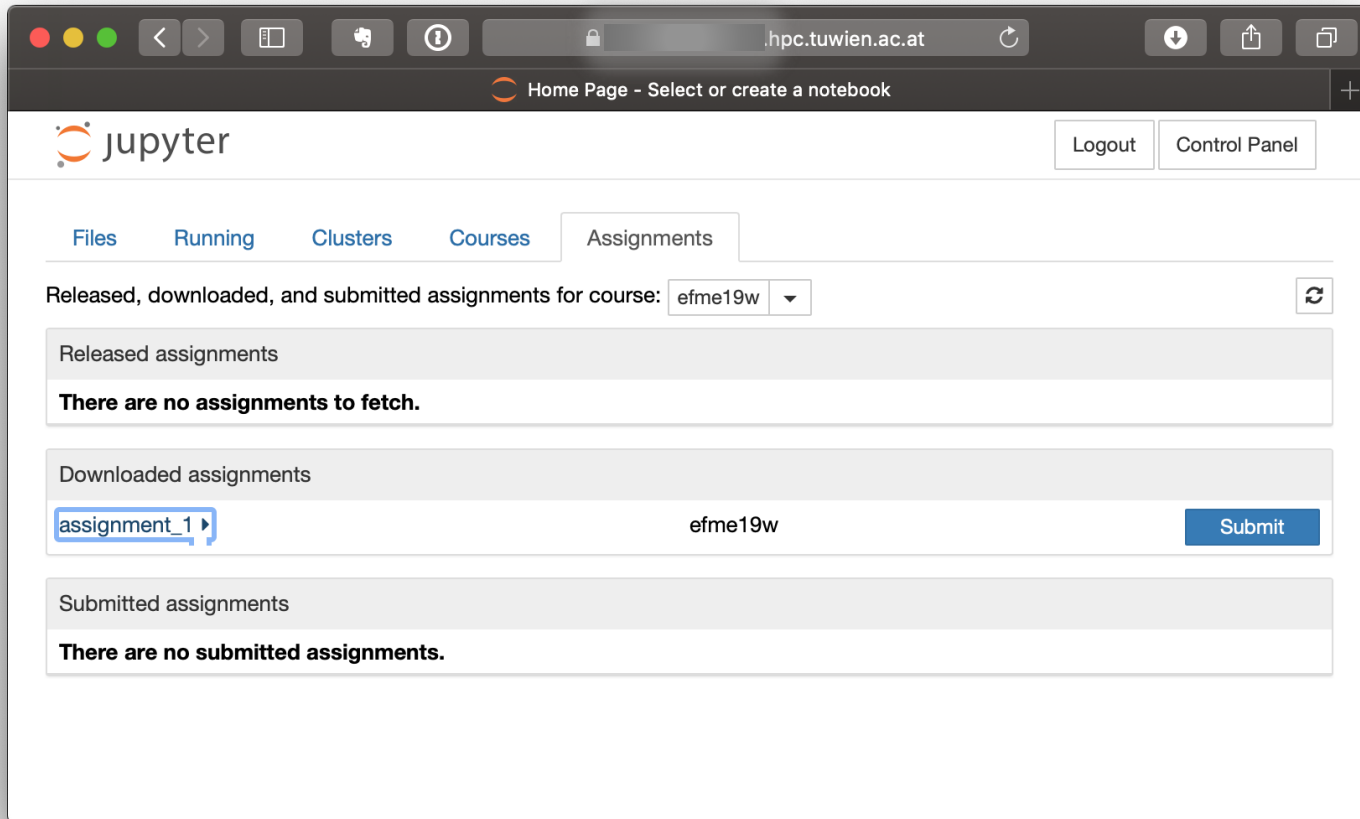 .hpc.tuwien.ac.at
Home Page - Select or create a notebook
jupyter
Logout
Control Panel
Files
Running
Clusters
Courses
Assignments
Released, downloaded, and submitted assignments for course: efme19w
Released assignments
There are no assignments to fetch.
Downloaded assignments
assignment_1
efme19w
Submit
Submitted assignments
There are no submitted assignments.